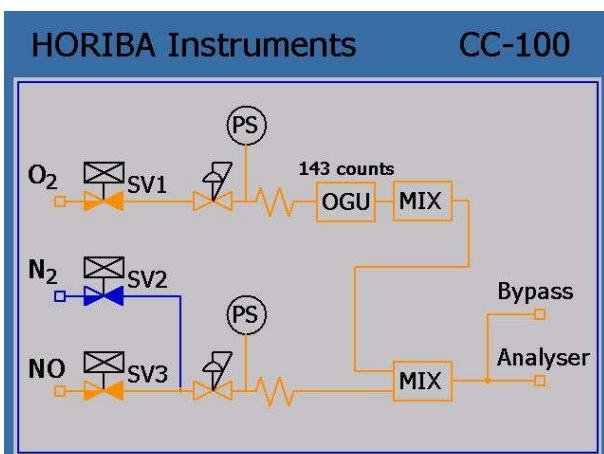 HORIBA Instruments CC-100
PS
143 counts
O₂ SV1 OGU MIX
N₂ SV2
Bypass
PS
Analyser
NO SV3 MIX